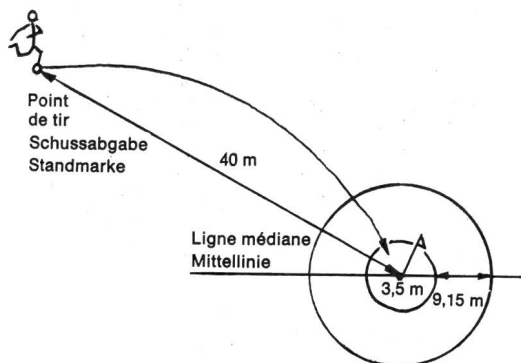 Point
de tir
Schussabgabe
Standmarke
40 m
Ligne médiane
Mittellinie
3,5 m
9,15 m